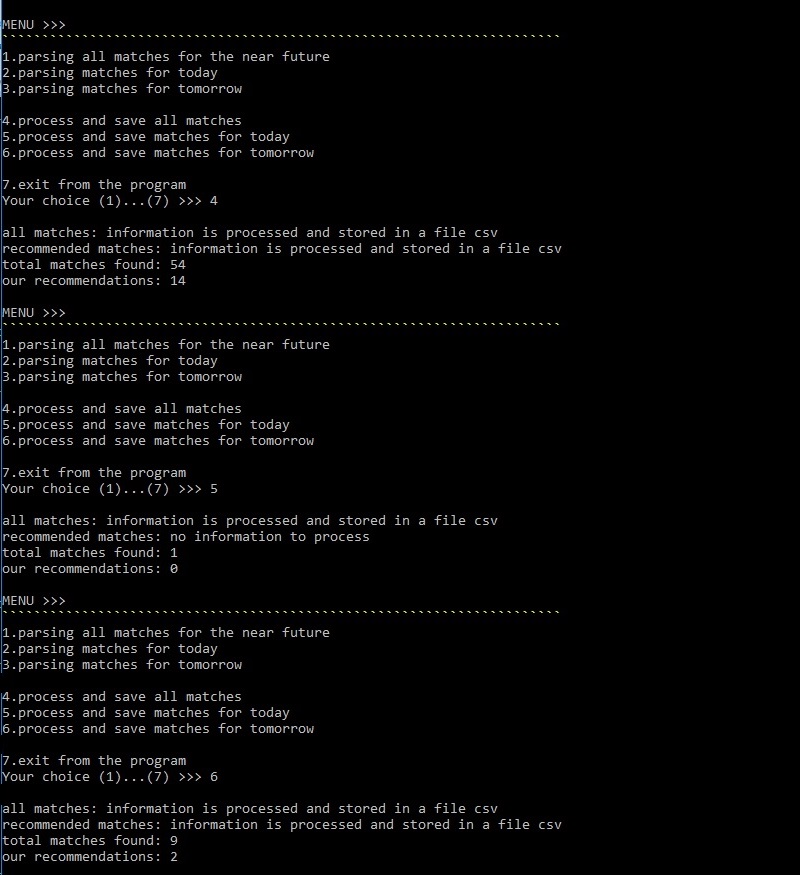 MENU >>>
``````````````````````````````````````````````````````````````````````
1.parsing all matches for the near future
2.parsing matches for today
3.parsing matches for tomorrow
4.process and save all matches
5.process and save matches for today
6.process and save matches for tomorrow
7.exit from the program
Your choice (1)...(7) >>> 4
all matches: information is processed and stored in a file csv
recommended matches: information is processed and stored in a file csv
total matches found: 54
our recommendations: 14
MENU >>>
``````````````````````````````````````````````````````````````````````
1.parsing all matches for the near future
2.parsing matches for today
3.parsing matches for tomorrow
4.process and save all matches
5.process and save matches for today
6.process and save matches for tomorrow
7.exit from the program
Your choice (1)...(7) >>> 5
all matches: information is processed and stored in a file csv
recommended matches: no information to process
total matches found: 1
our recommendations: 0
MENU >>>
``````````````````````````````````````````````````````````````````````
1.parsing all matches for the near future
2.parsing matches for today
3.parsing matches for tomorrow
4.process and save all matches
5.process and save matches for today
6.process and save matches for tomorrow
7.exit from the program
Your choice (1)...(7) >>> 6
all matches: information is processed and stored in a file csv
recommended matches: information is processed and stored in a file csv
total matches found: 9
our recommendations: 2